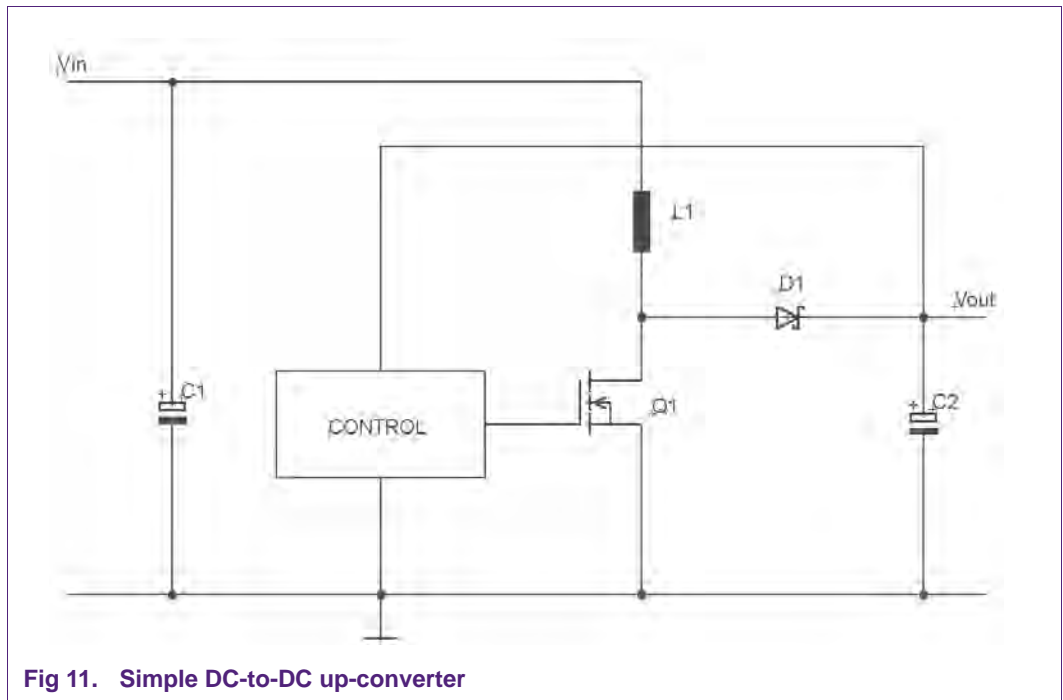 Vin
L1
D1
Vout
+ C1
CONTROL
Q1
+ C2
Fig 11. Simple DC-to-DC up-converter